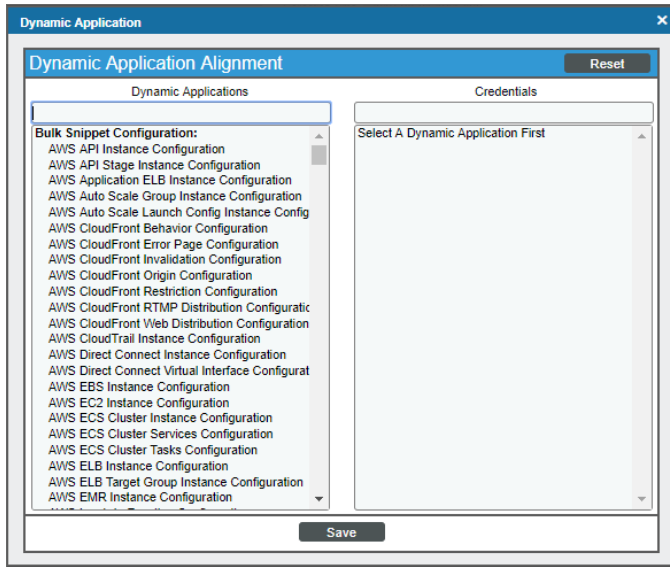 Dynamic Application
Dynamic Application Alignment
Reset
Dynamic Applications
Credentials
Bulk Snippet Configuration:
Select A Dynamic Application First
AWS API Instance Configuration
AWS API Stage Instance Configuration
AWS Application ELB Instance Configuration
AWS Auto Scale Group Instance Configuration
AWS Auto Scale Launch Config Instance Config
AWS CloudFront Behavior Configuration
AWS CloudFront Error Page Configuration
AWS CloudFront Invalidation Configuration
AWS CloudFront Origin Configuration
AWS CloudFront Restriction Configuration
AWS CloudFront RTMP Distribution Configuratic
AWS CloudFront Web Distribution Configuration
AWS CloudTrail Instance Configuration
AWS Direct Connect Instance Configuration
AWS Direct Connect Virtual Interface Configurat
AWS EBS Instance Configuration
AWS EC2 Instance Configuration
AWS ECS Cluster Instance Configuration
AWS ECS Cluster Services Configuration
AWS ECS Cluster Tasks Configuration
AWS ELB Instance Configuration
AWS ELB Target Group Instance Configuration
AWS EMR Instance Configuration
Save